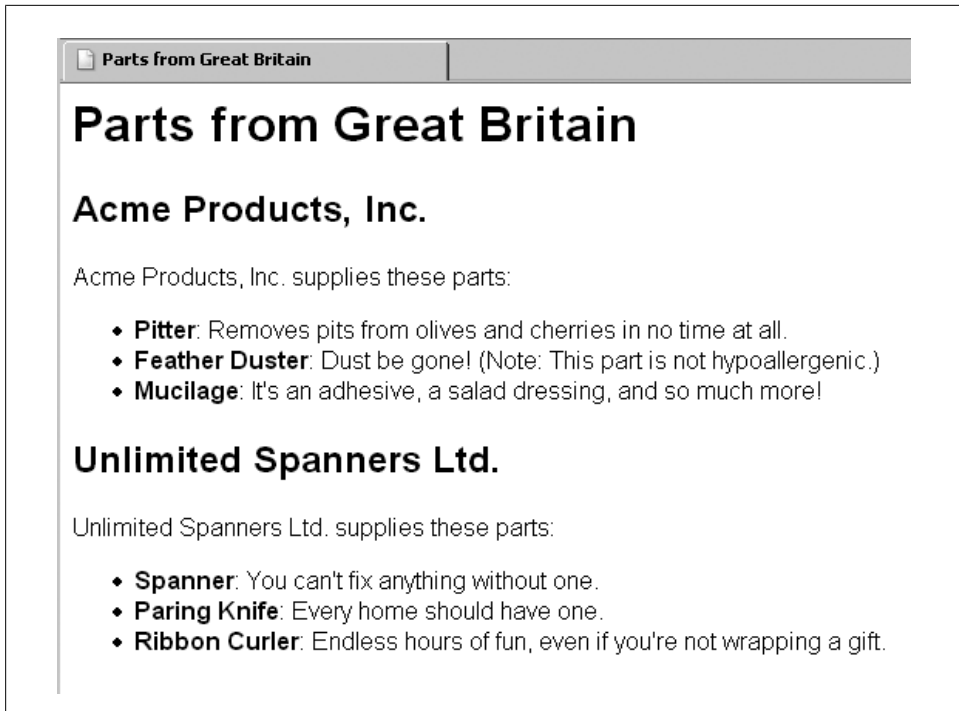 Parts from Great Britain
Parts from Great Britain
Acme Products, Inc.
Acme Products, Inc. supplies these parts:
• Pitter: Removes pits from olives and cherries in no time at all.
• Feather Duster: Dust be gone! (Note: This part is not hypoallergenic.)
• Mucilage: It's an adhesive, a salad dressing, and so much more!
Unlimited Spanners Ltd.
Unlimited Spanners Ltd. supplies these parts:
• Spanner: You can't fix anything without one.
• Paring Knife: Every home should have one.
• Ribbon Curler: Endless hours of fun, even if you're not wrapping a gift.